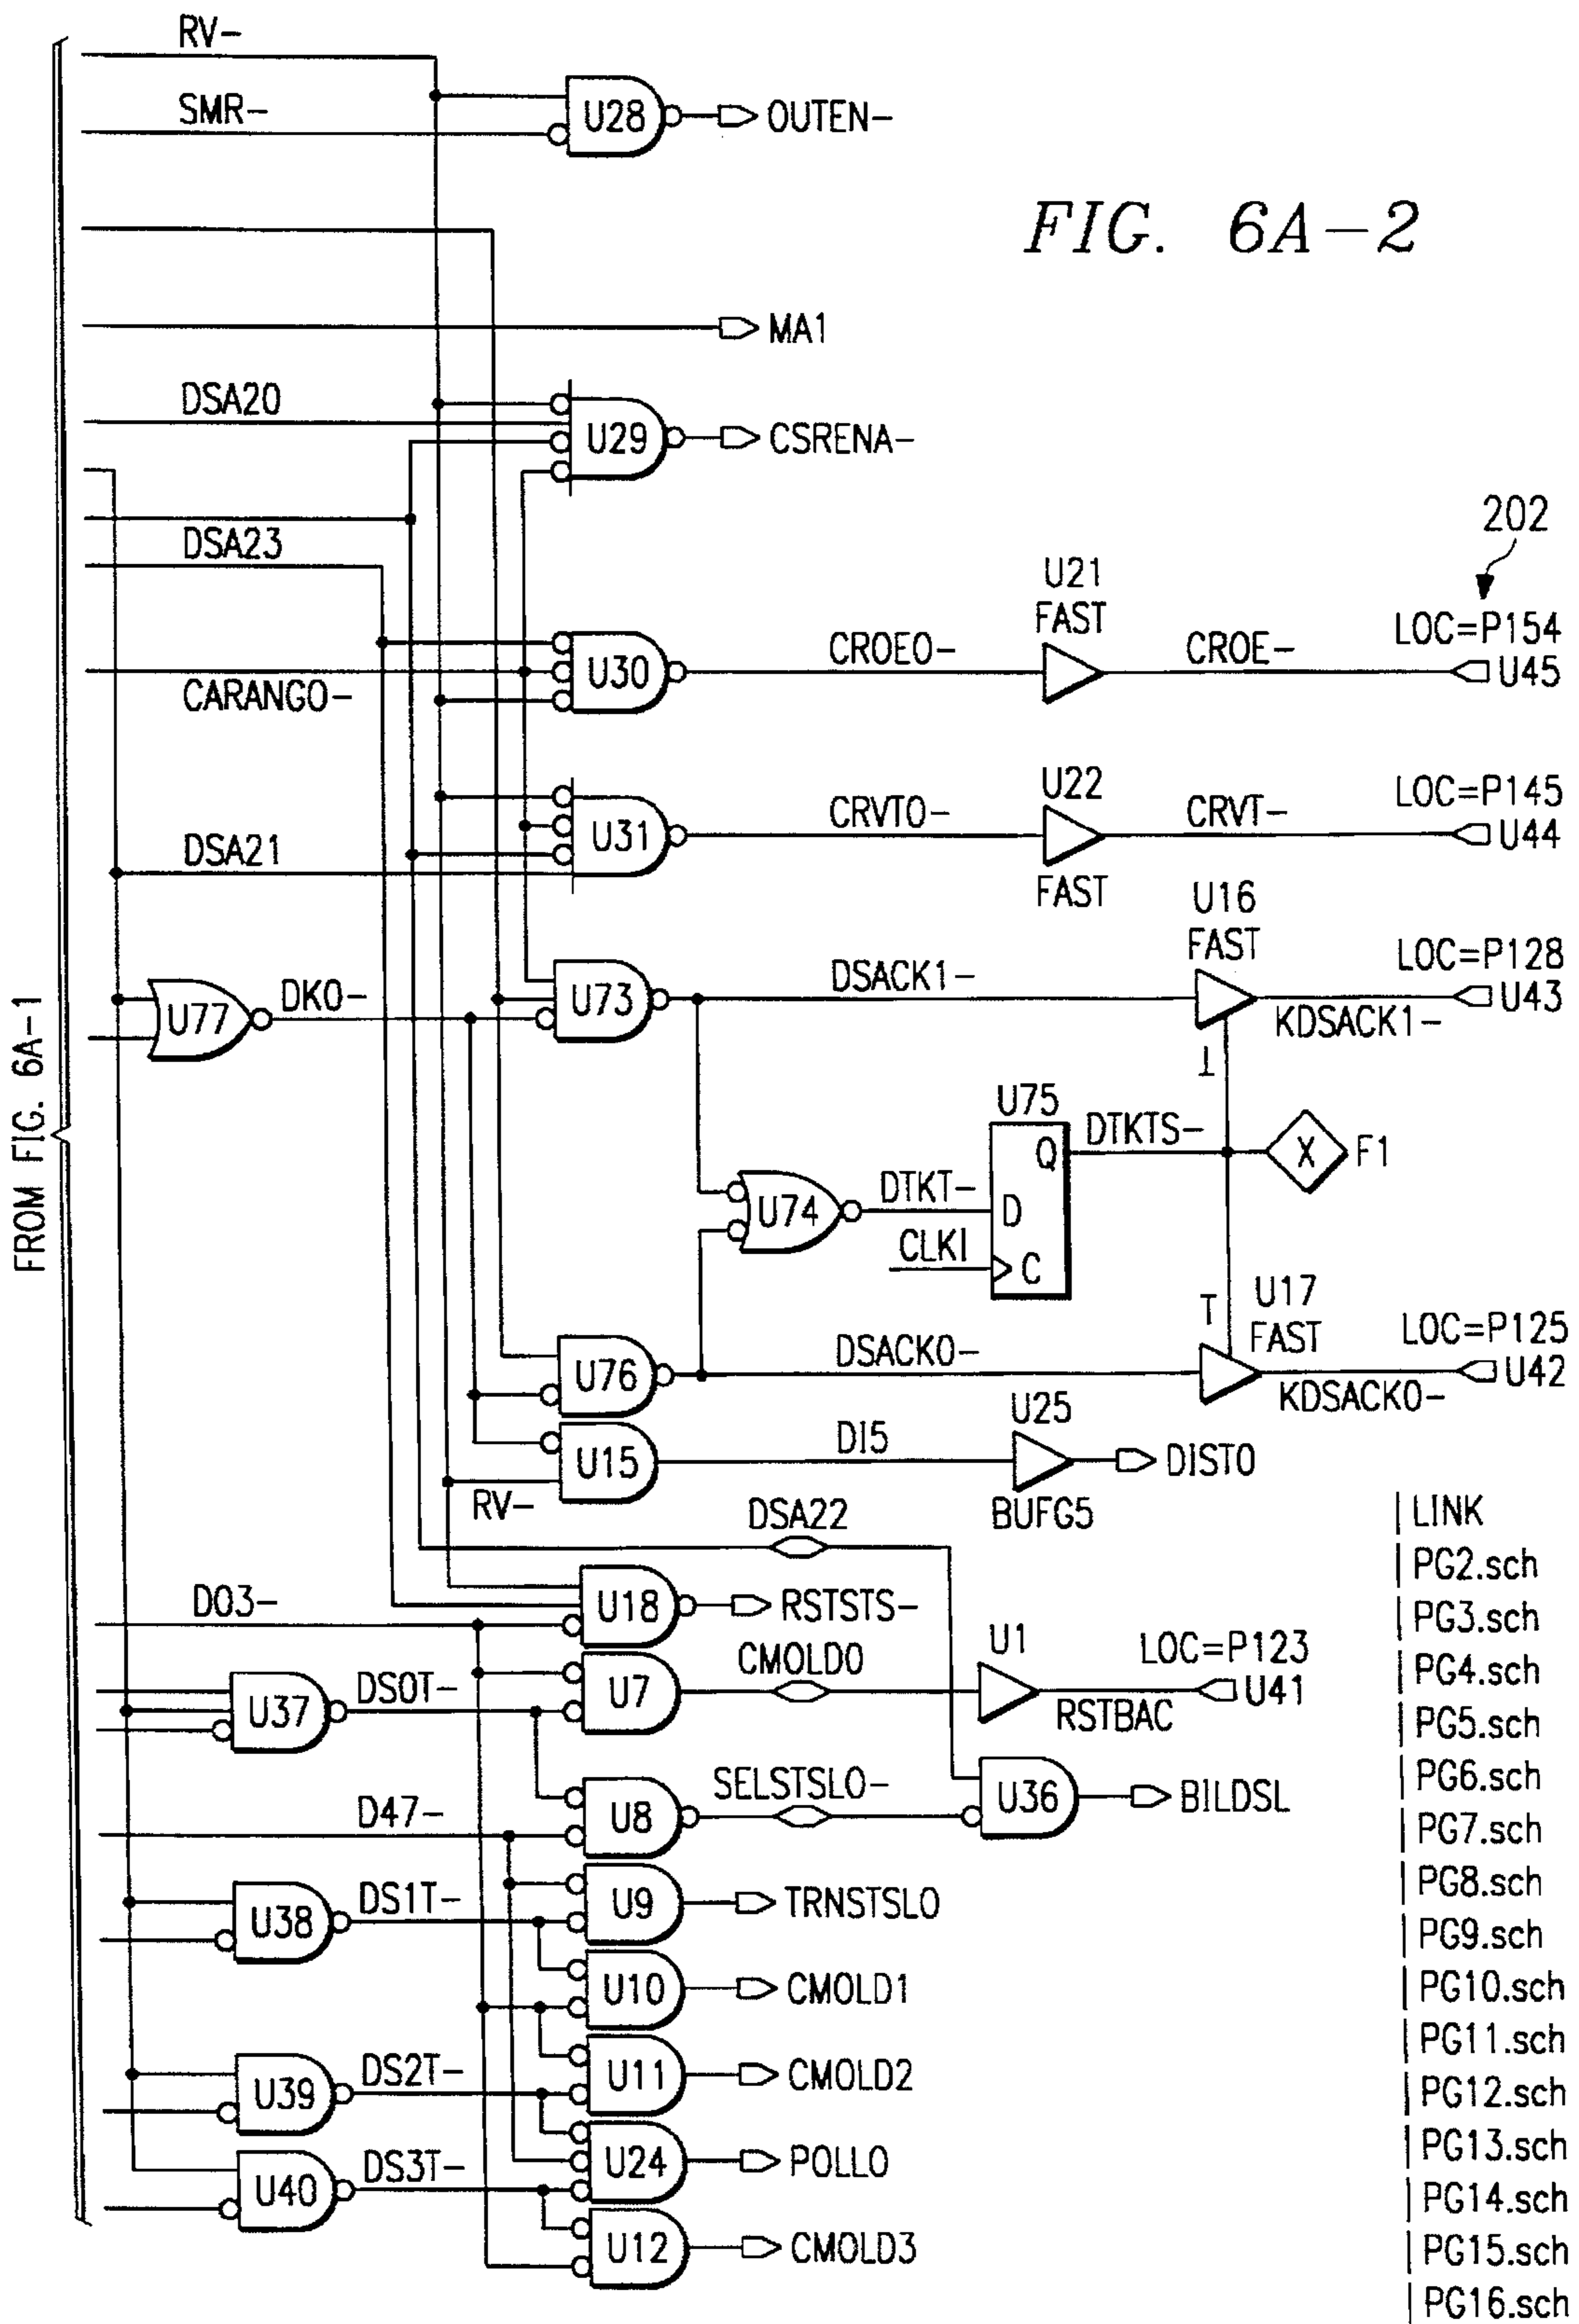 RV-
SMR-
U28
OUTEN-
FIG. 6A-2
MA1
DSA20
U29
CSRENA-
DSA23
202
U21
FAST
LOC=P154
CARANGO-
U30
CROE0-
CROE-
U45
U22
LOC=P145
DSA21
U31
CRVTO-
CRVT-
U44
FAST
U16
FAST
LOC=P128
FROM FIG. 6A-1
U77
DKO-
U73
DSACK1-
KDSACK1-
U43
T
U75
DTKTS-
Q
X
F1
U74
DTKT-
D
CLKI
C
T
U17
FAST
LOC=P125
U76
DSACK0-
KDSACK0-
U42
U15
DI5
U25
DISTO
RV-
BUFG5
DSA22
| LINK
| PG2.sch
| PG3.sch
| PG4.sch
| PG5.sch
| PG6.sch
| PG7.sch
| PG8.sch
| PG9.sch
| PG10.sch
| PG11.sch
| PG12.sch
| PG13.sch
| PG14.sch
| PG15.sch
| PG16.sch
D03-
U18
RSTSTS-
U37
DS0T-
U7
CMOLD0
U1
LOC=P123
RSTBAC
U41
D47-
U8
SELSTSLO-
U36
BILDSL
U38
DS1T-
U9
TRNSTSLO
U10
CMOLD1
U39
DS2T-
U11
CMOLD2
U40
DS3T-
U24
POLLO
U12
CMOLD3